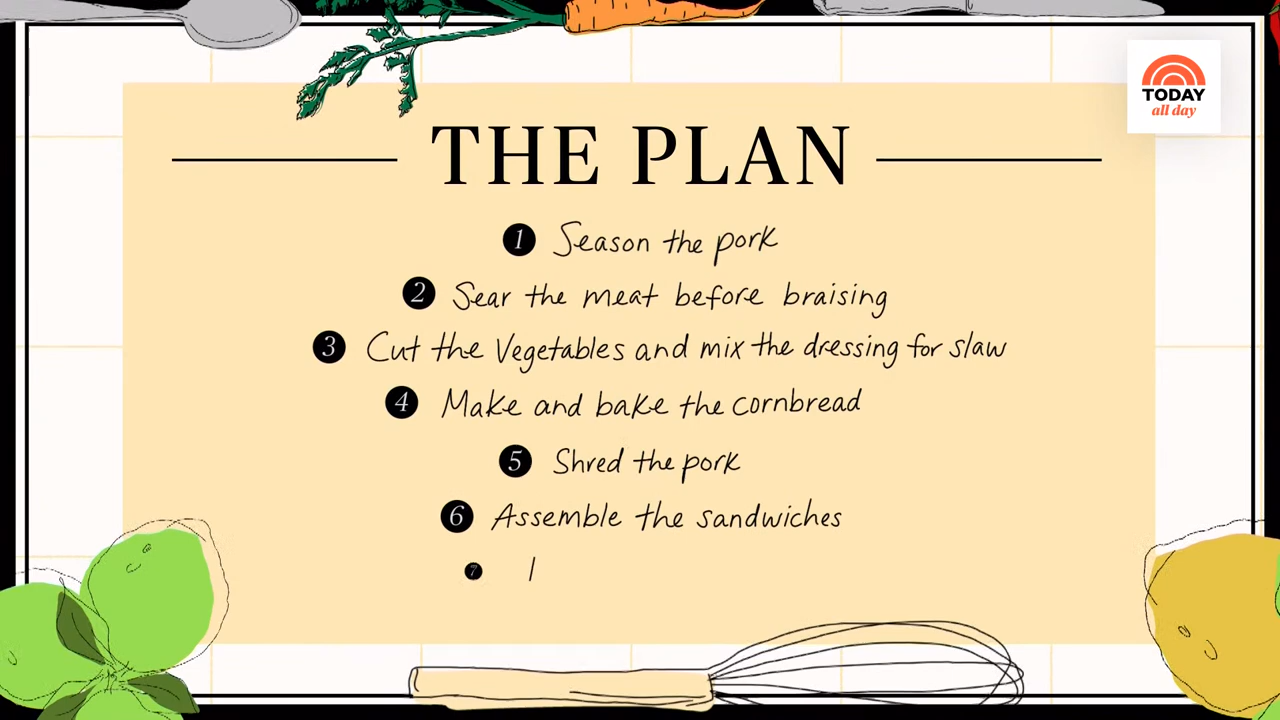 TODAY
all day
THE PLAN
1 Season the pork
2 Sear the meat before braising
3 Cut the Vegetables and mix the dressing for slaw
4 Make and bake the cornbread
5 Shred the pork
6 Assemble the sandwiches
7